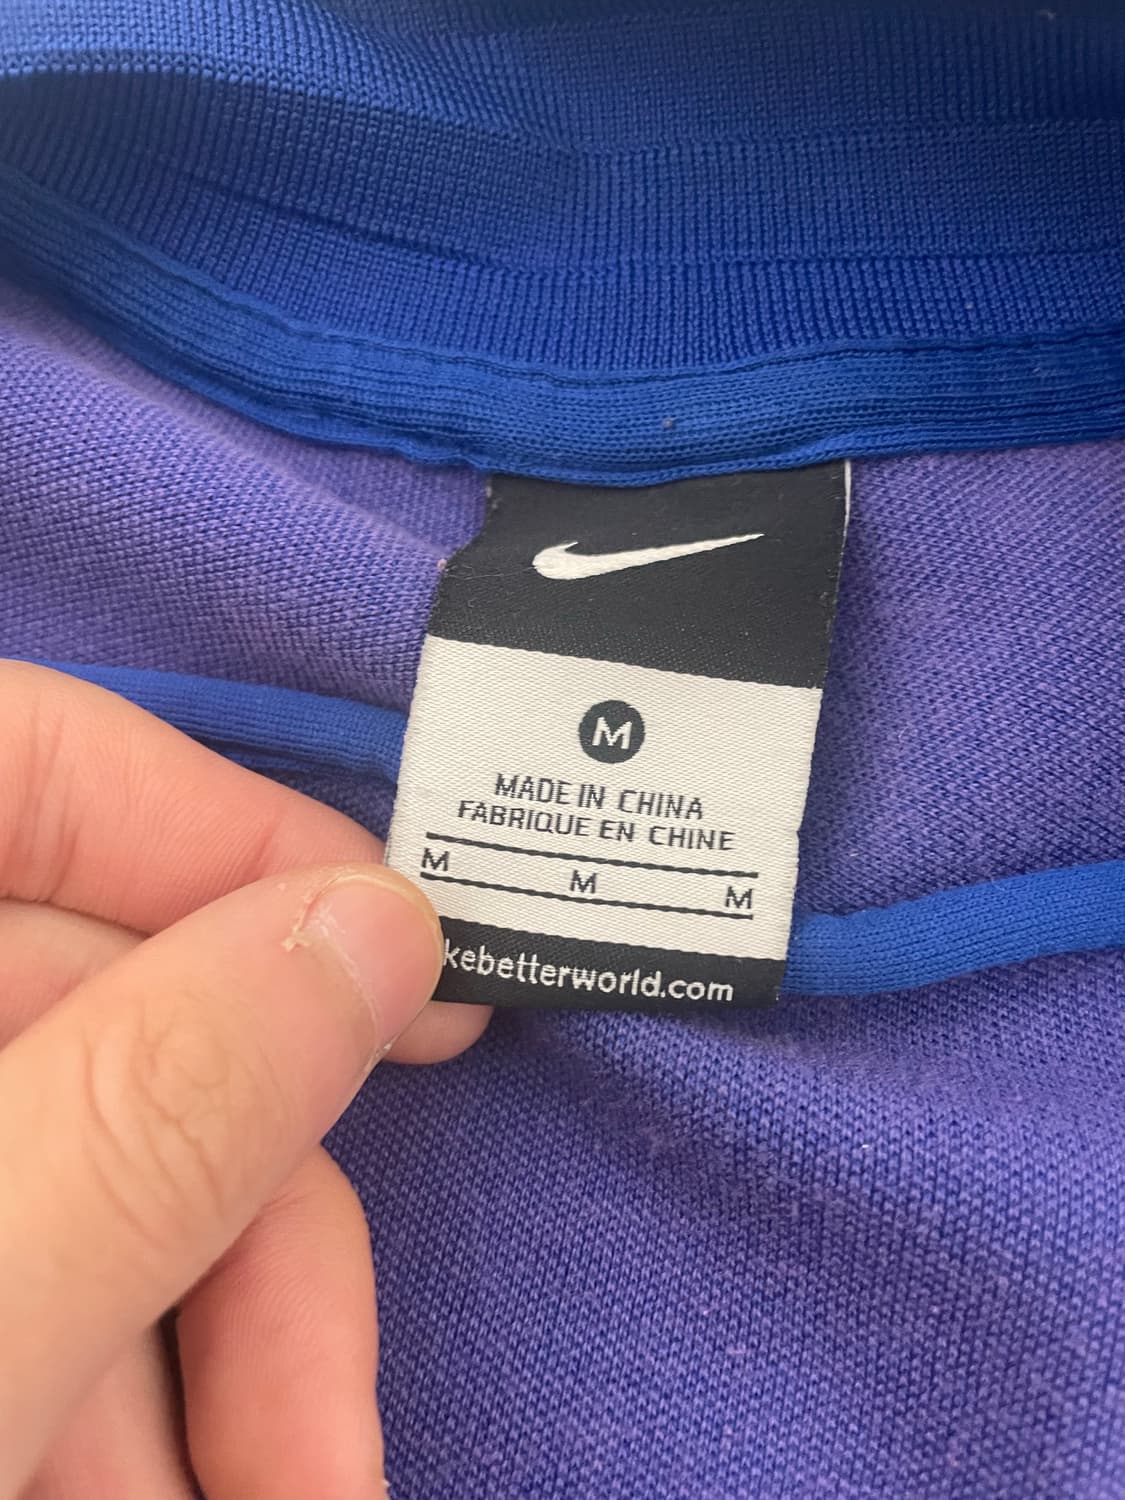 M
MADE IN CHINA
FABRIQUE EN CHINE
M M M
kebetterworld.com